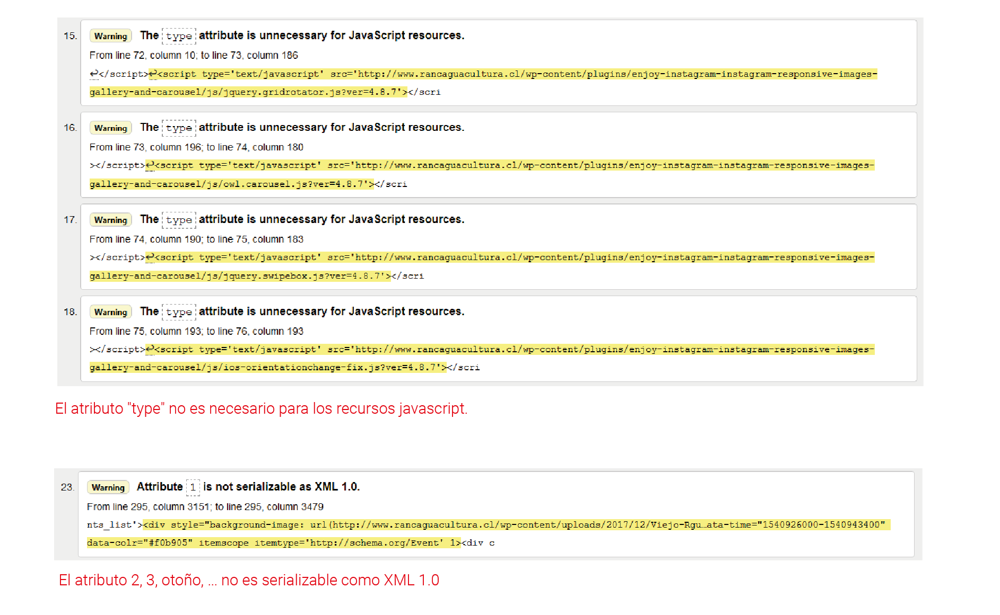 15. Warning The type attribute is unnecessary for JavaScript resources.
From line 72, column 10; to line 73, column 186
↩</script>↩<script type='text/javascript' src='http://www.rancaguacultura.cl/wp-content/plugins/enjoy-instagram-instagram-responsive-images-
gallery-and-carousel/js/jquery.gridrotator.js?ver=4.8.7'></scri
16. Warning The type attribute is unnecessary for JavaScript resources.
From line 73, column 196; to line 74, column 180
></script>↩<script type='text/javascript' src='http://www.rancaguacultura.cl/wp-content/plugins/enjoy-instagram-instagram-responsive-images-
gallery-and-carousel/js/owl.carousel.js?ver=4.8.7'></scri
17. Warning The type attribute is unnecessary for JavaScript resources.
From line 74, column 190; to line 75, column 183
></script>↩<script type='text/javascript' src='http://www.rancaguacultura.cl/wp-content/plugins/enjoy-instagram-instagram-responsive-images-
gallery-and-carousel/js/jquery.swipebox.js?ver=4.8.7'></scri
18. Warning The type attribute is unnecessary for JavaScript resources.
From line 75, column 193; to line 76, column 193
></script>↩<script type='text/javascript' src='http://www.rancaguacultura.cl/wp-content/plugins/enjoy-instagram-instagram-responsive-images-
gallery-and-carousel/js/ios-orientationchange-fix.js?ver=4.8.7'></scri
El atributo "type" no es necesario para los recursos javascript.
23. Warning Attribute 1 is not serializable as XML 1.0.
From line 295, column 3151; to line 295, column 3479
nts_list'><div style="background-image: url(http://www.rancaguacultura.cl/wp-content/uploads/2017/12/Viejo-Rgu…ata-time="1540926000-1540943400"
data-colr="#f0b905" itemscope itemtype='http://schema.org/Event' 1><div c
El atributo 2, 3, otoño, ... no es serializable como XML 1.0